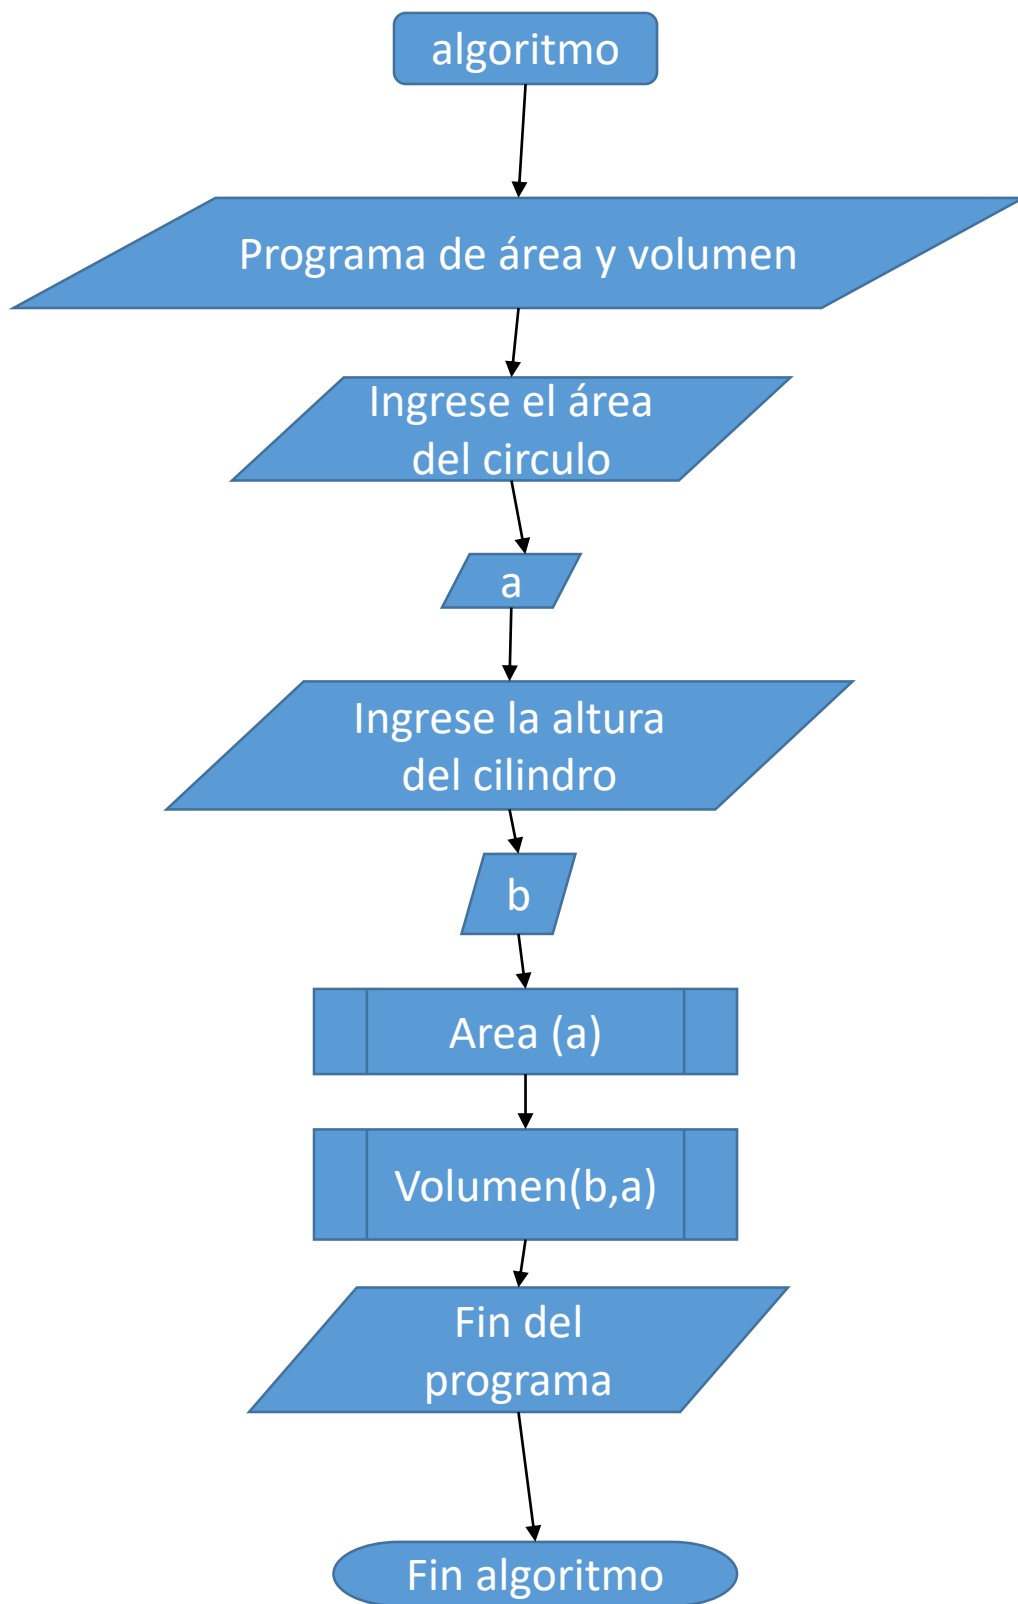 algoritmo
Programa de área y volumen
Ingrese el área
del circulo
a
Ingrese la altura
del cilindro
b
Area (a)
Volumen(b,a)
Fin del
programa
Fin algoritmo